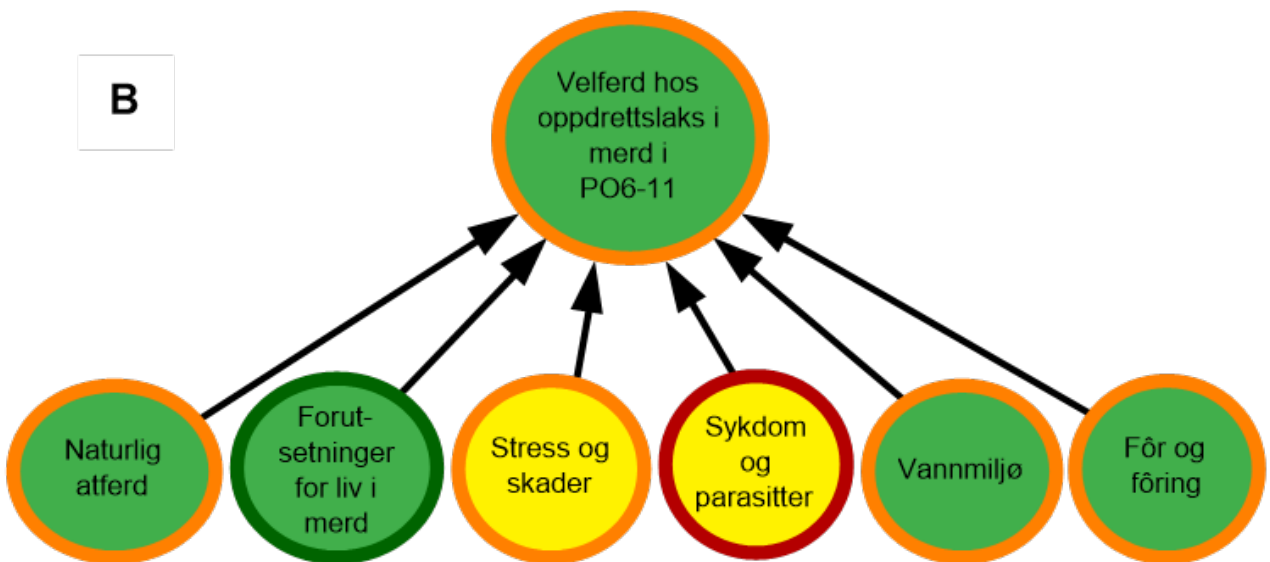 B
Velferd hos
oppdrettslaks i
merd i
PO6-11
Naturlig
atferd
Forut-
setninger
for liv i
merd
Stress og
skader
Sykdom
og
parasitter
Vannmiljø
Fôr og
fôring